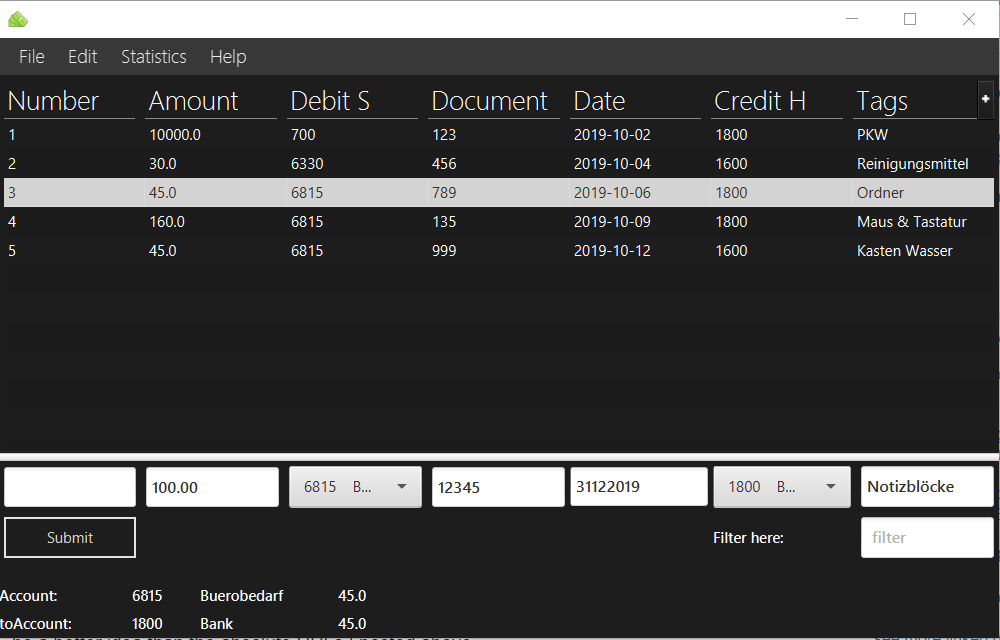 File Edit Statistics Help
Number Amount Debit S Document Date Credit H Tags +
1 10000.0 700 123 2019-10-02 1800 PKW
2 30.0 6330 456 2019-10-04 1600 Reinigungsmittel
3 45.0 6815 789 2019-10-06 1800 Ordner
4 160.0 6815 135 2019-10-09 1800 Maus & Tastatur
5 45.0 6815 999 2019-10-12 1600 Kasten Wasser
100.00 6815 B... 12345 31122019 1800 B... Notizblöcke
Submit Filter here: filter
Account: 6815 Buerobedarf 45.0
toAccount: 1800 Bank 45.0